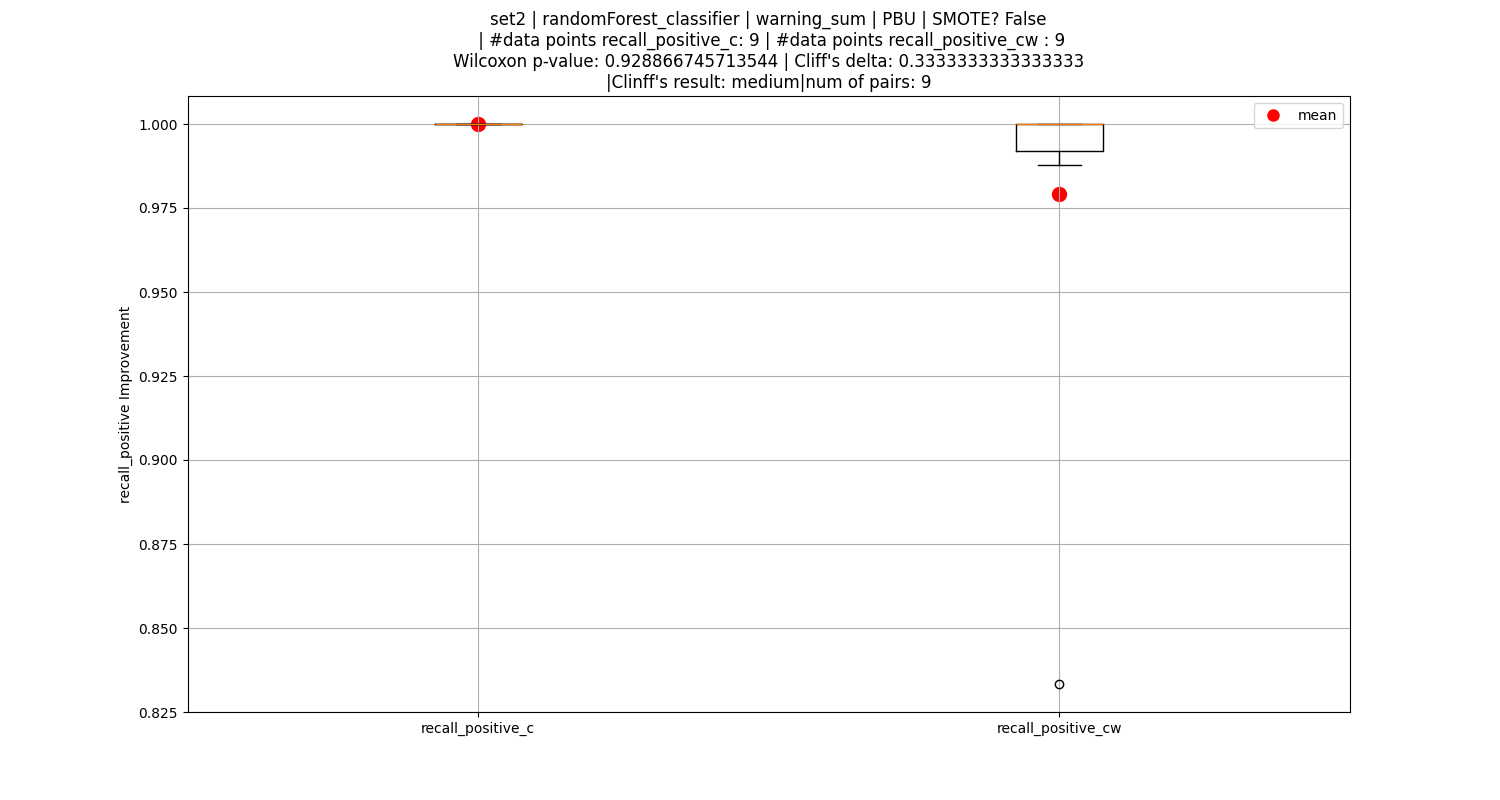 set2 | randomForest_classifier | warning_sum | PBU | SMOTE? False
| #data points recall_positive_c: 9 | #data points recall_positive_cw : 9
Wilcoxon p-value: 0.928866745713544 | Cliff's delta: 0.3333333333333333
|Clinff's result: medium|num of pairs: 9
mean
1.000
0.975
0.950
0.925
0.900
0.875
0.850
0.825
recall_positive Improvement
recall_positive_c
recall_positive_cw